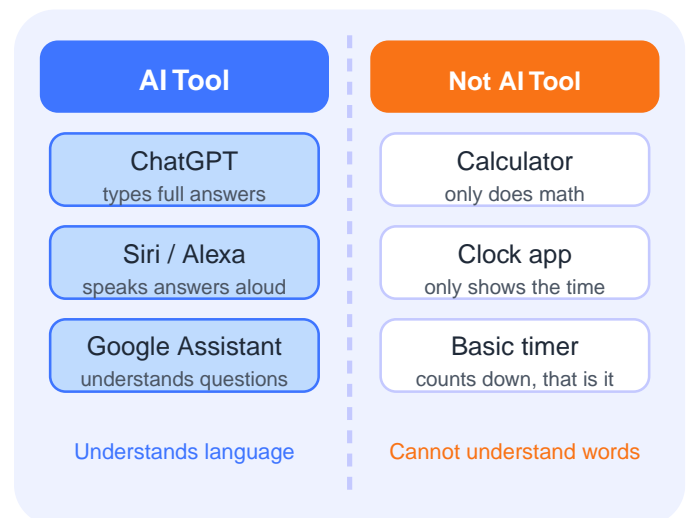 AI Tool
ChatGPT
types full answers
Siri / Alexa
speaks answers aloud
Google Assistant
understands questions
Understands language
Not AI Tool
Calculator
only does math
Clock app
only shows the time
Basic timer
counts down, that is it
Cannot understand words